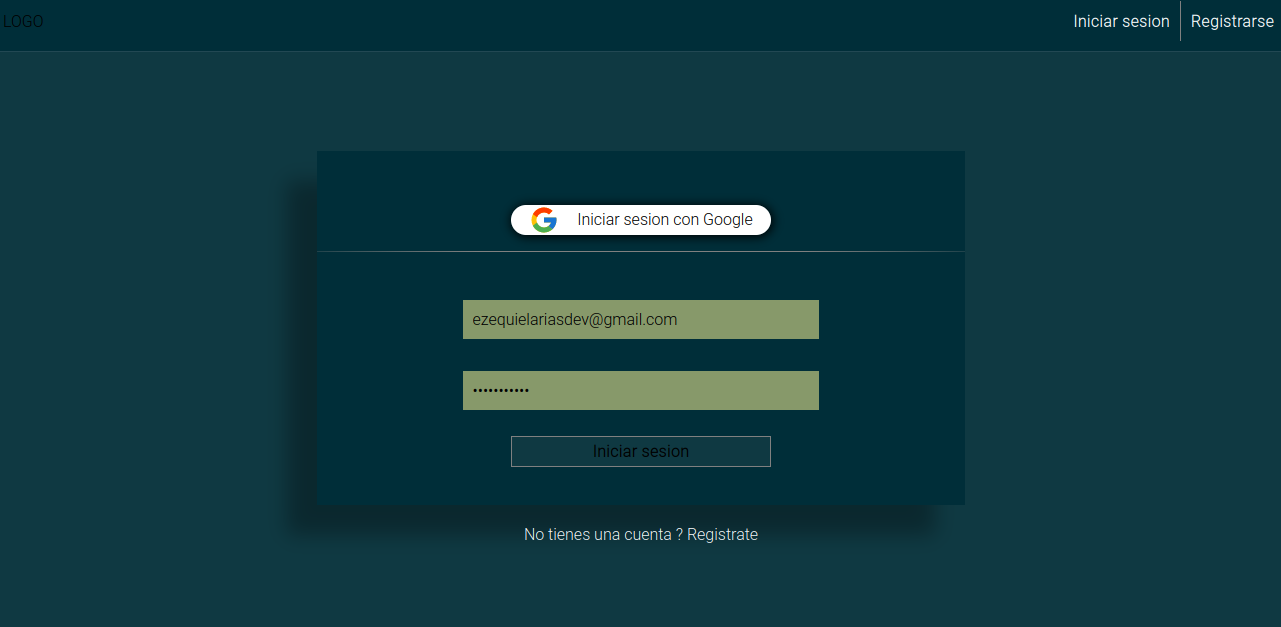 LOGO
Iniciar sesion
Registrarse
Iniciar sesion con Google
ezequielariasdev@gmail.com
•••••••••••
Iniciar sesion
No tienes una cuenta ? Registrate